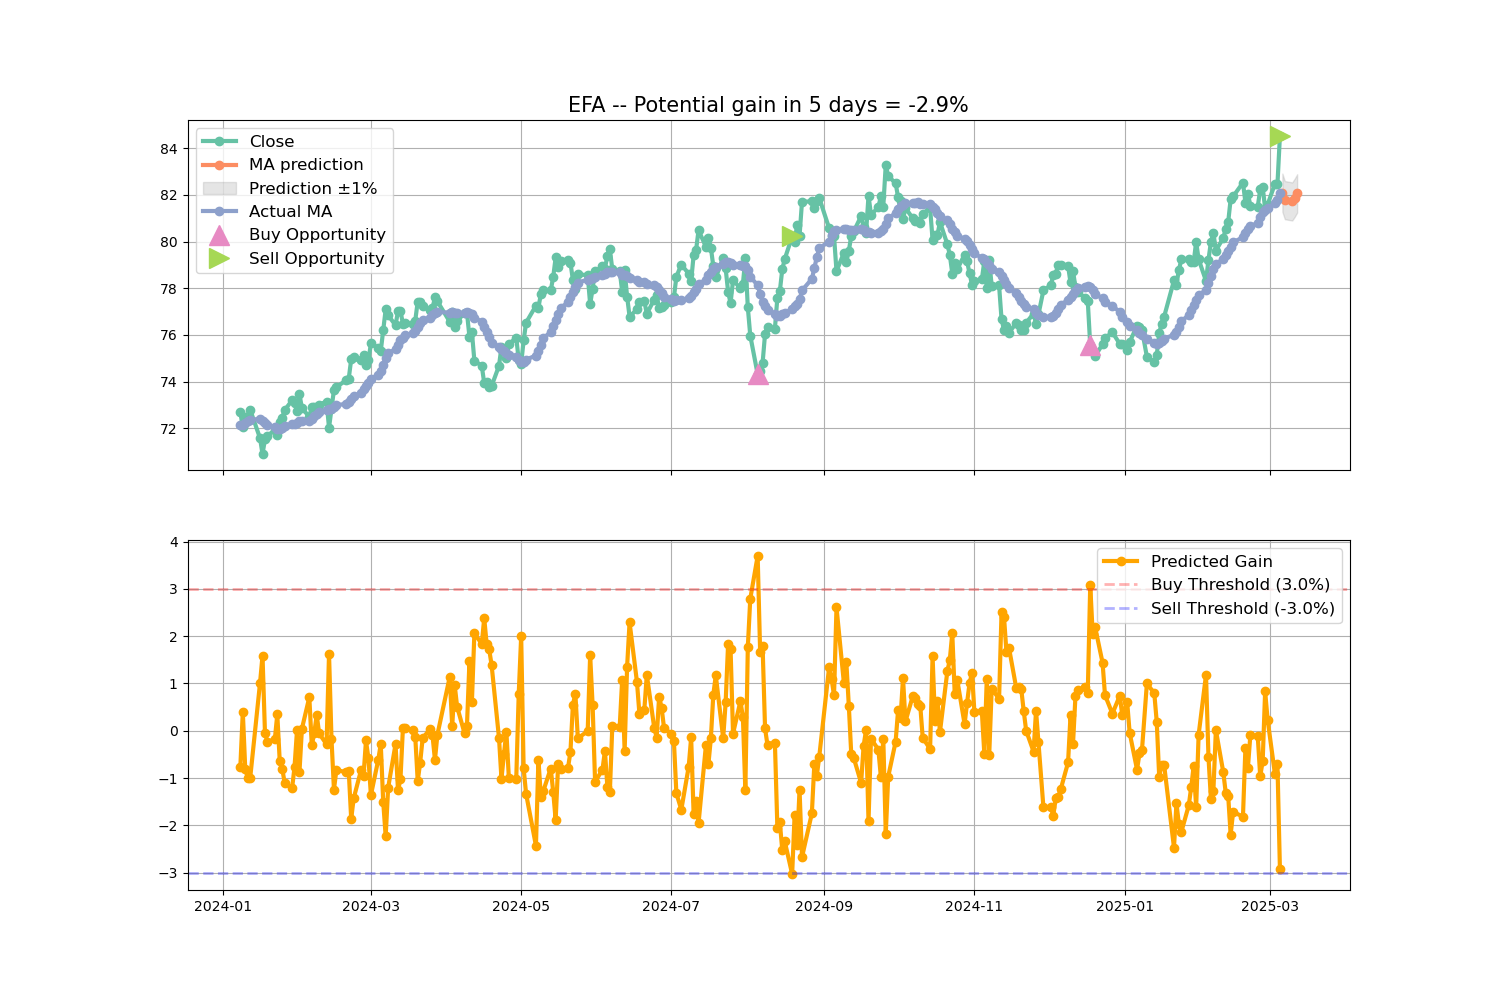 EFA -- Potential gain in 5 days = -2.9%
Close
MA prediction
Prediction ±1%
Actual MA
Buy Opportunity
Sell Opportunity
84
82
80
78
76
74
72
Predicted Gain
Buy Threshold (3.0%)
Sell Threshold (-3.0%)
4
3
2
1
0
−1
−2
−3
2024-01 2024-03 2024-05 2024-07 2024-09 2024-11 2025-01 2025-03